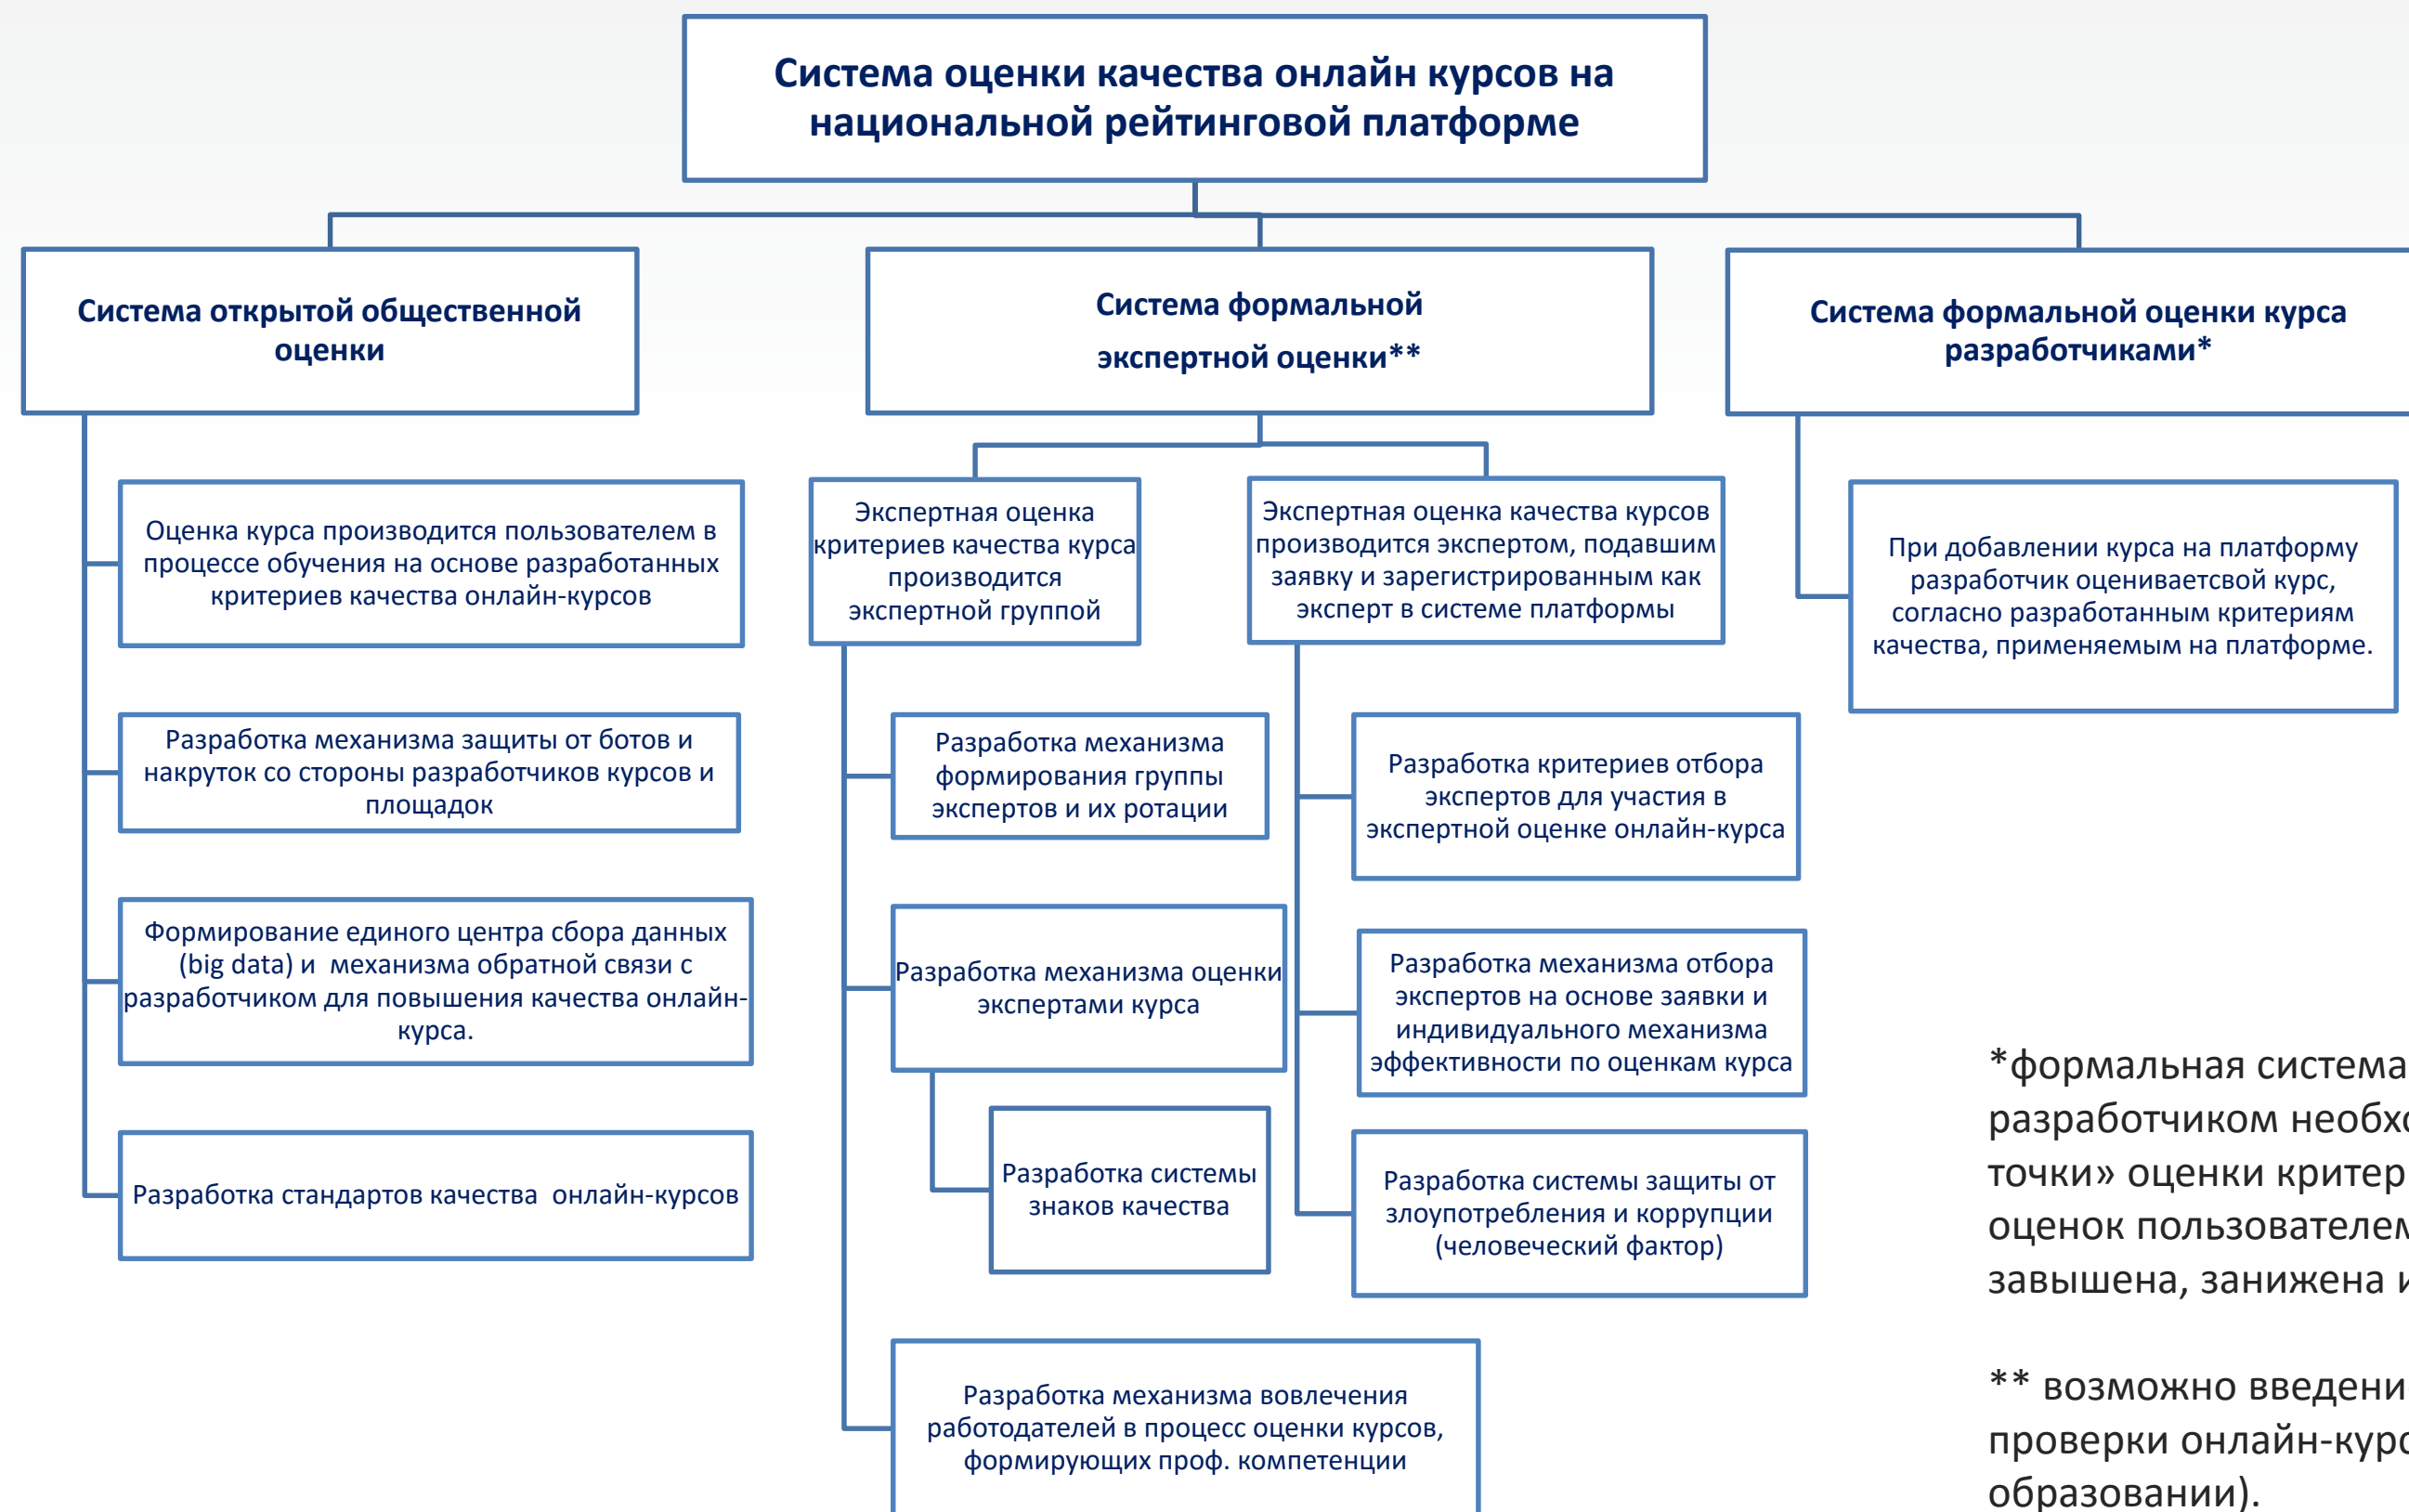 Система оценки качества онлайн курсов на
национальной рейтинговой платформе
Система открытой общественной
оценки
Оценка курса производится пользователем в
процессе обучения на основе разработанных
критериев качества онлайн-курсов
Разработка механизма защиты от ботов и
накруток со стороны разработчиков курсов и
площадок
Формирование единого центра сбора данных
(big data) и механизма обратной связи с
разработчиком для повышения качества онлайн-
курса.
Разработка стандартов качества онлайн-курсов
Система формальной
экспертной оценки**
Экспертная оценка
критериев качества курса
производится
экспертной группой
Разработка механизма
формирования группы
экспертов и их ротации
Разработка механизма оценки
экспертами курса
Разработка системы
знаков качества
Разработка механизма вовлечения
работодателей в процесс оценки курсов,
формирующих проф. компетенции
Экспертная оценка качества курсов
производится экспертом, подавшим
заявку и зарегистрированным как
эксперт в системе платформы
Разработка критериев отбора
экспертов для участия в
экспертной оценке онлайн-курса
Разработка механизма отбора
экспертов на основе заявки и
индивидуального механизма
эффективности по оценкам курса
Разработка системы защиты от
злоупотребления и коррупции
(человеческий фактор)
Система формальной оценки курса
разработчиками*
При добавлении курса на платформу
разработчик оцениваетсвой курс,
согласно разработанным критериям
качества, применяемым на платформе.
*формальная система
разработчиком
точки» оценки
оценок
завышена, занижена
** возможно
проверки
образовании).